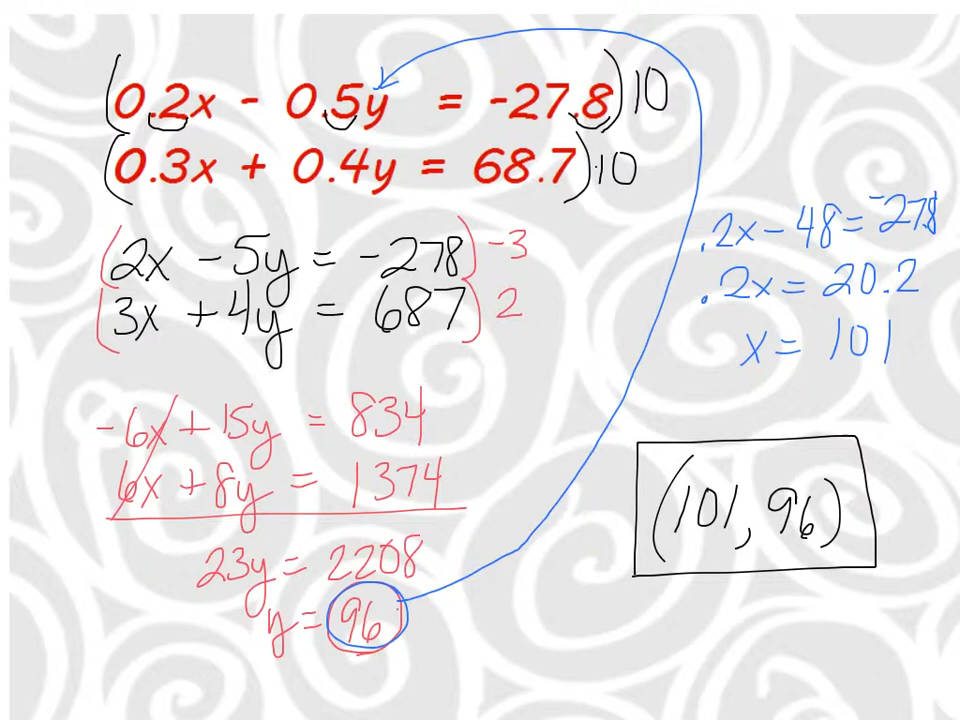 (0.2x - 0.5y = -27.8)10
(0.3x + 0.4y = 68.7)·10
(2x - 5y = -278) -3
(3x + 4y = 687) 2
-6x + 15y = 834
6x + 8y = 1374
23y = 2208
y = 96
.2x - 48 = -27.8
.2x = 20.2
x = 101
(101, 96)